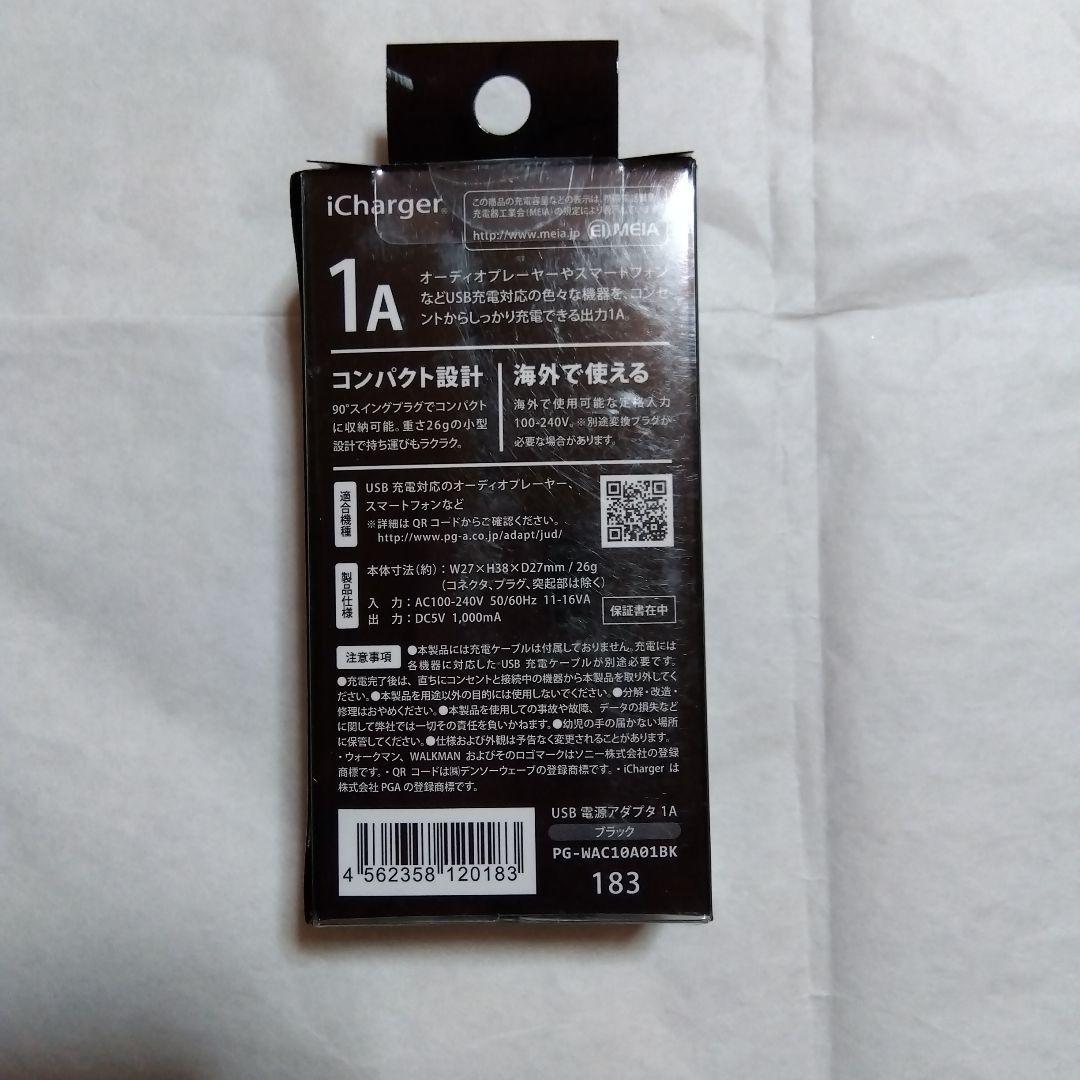 iCharger®
この商品の充電容量などの表示は、
充電器工業会(MEIA)の規定により
http://www.meia.jp MEIA
1A
オーディオプレーヤーやスマートフォン
などUSB充電対応の色々な機器を、コンセ
ントからしっかり充電できる出力1A。
コンパクト設計
90°スイングプラグでコンパクト
に収納可能。重さ26gの小型
設計で持ち運びもラクラク。
海外で使える
海外で使用可能な定格入力
100-240V。※別途変換プラグが
必要な場合があります。
適合機種
USB 充電対応のオーディオプレーヤー、
スマートフォンなど
※詳細は QR コードからご確認ください。
http://www.pg-a.co.jp/adapt/jud/
製品仕様
本体寸法(約):W27×H38×D27mm / 26g
(コネクタ、プラグ、突起部は除く)
入 力:AC100-240V 50/60Hz 11-16VA
出 力:DC5V 1,000mA
保証書在中
注意事項
●本製品には充電ケーブルは付属しておりません。充電には
各機器に対応した USB 充電ケーブルが別途必要です。
●充電完了後は、直ちにコンセントと接続中の機器から本製品を取り外してく
ださい。●本製品を用途以外の目的には使用しないでください。●分解・改造・
修理はおやめください。●本製品を使用しての事故や故障、データの損失など
に関して弊社では一切その責任を負いかねます。●幼児の手の届かない場所
に保管してください。●仕様および外観は予告なく変更されることがあります。
・ウォークマン、WALKMAN およびそのロゴマークはソニー株式会社の登録
商標です。・QR コードは㈱デンソーウェーブの登録商標です。・iCharger は
株式会社 PGA の登録商標です。
4 562358 120183
USB 電源アダプタ 1A
ブラック
PG-WAC10A01BK
183